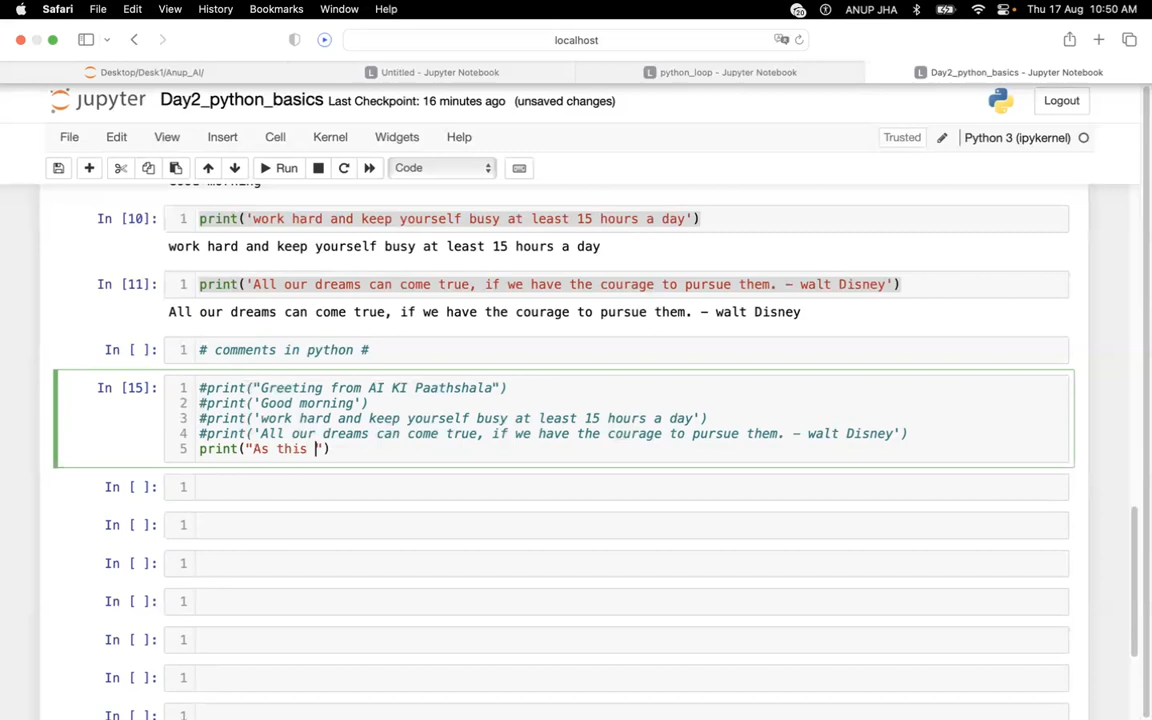 Safari File Edit View History Bookmarks Window Help 20 ANUP JHA Thu 17 Aug 10:50 AM
localhost
Desktop/Desk1/Anup_AI/ Untitled - Jupyter Notebook python_loop - Jupyter Notebook Day2_python_basics - Jupyter Notebook
jupyter Day2_python_basics Last Checkpoint: 16 minutes ago (unsaved changes) Logout
File Edit View Insert Cell Kernel Widgets Help Trusted Python 3 (ipykernel)
Run Code
Good morning
In [10]: 1 print('work hard and keep yourself busy at least 15 hours a day')
work hard and keep yourself busy at least 15 hours a day
In [11]: 1 print('All our dreams can come true, if we have the courage to pursue them. – walt Disney')
All our dreams can come true, if we have the courage to pursue them. – walt Disney
In [ ]: 1 # comments in python #
In [15]: 1 #print("Greeting from AI KI Paathshala")
2 #print('Good morning')
3 #print('work hard and keep yourself busy at least 15 hours a day')
4 #print('All our dreams can come true, if we have the courage to pursue them. – walt Disney')
5 print("As this ")
In [ ]: 1
In [ ]: 1
In [ ]: 1
In [ ]: 1
In [ ]: 1
In [ ]: 1
In [ ]: 1